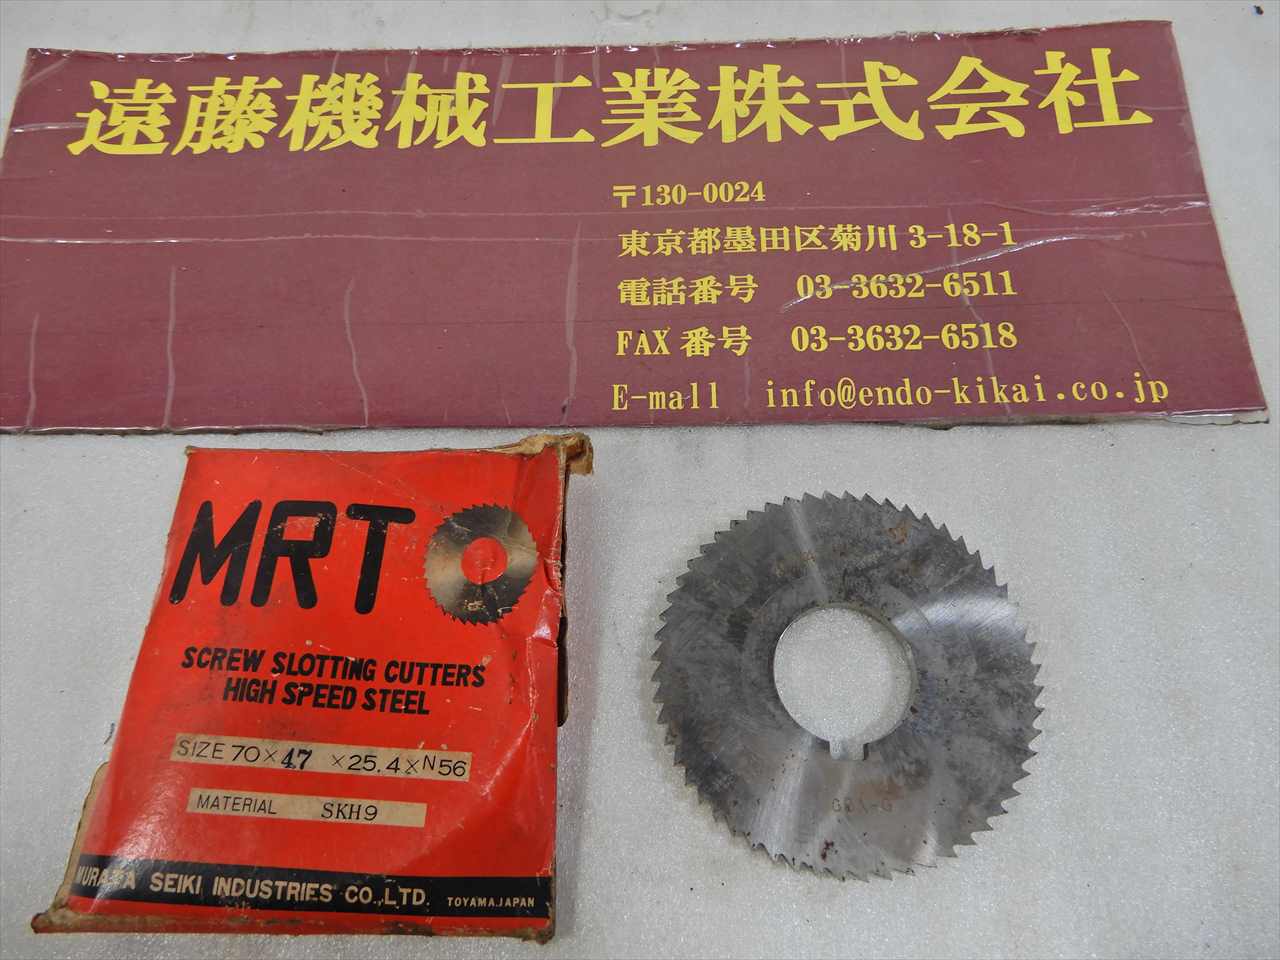 遠藤機械工業株式会社
〒130-0024
東京都墨田区菊川 3-18-1
電話番号 03-3632-6511
FAX 番号 03-3632-6518
E-mall info@endo-kikai.co.jp
MRT
SCREW SLOTTING CUTTERS
HIGH SPEED STEEL
SIZE 70×47 ×25.4×N56
MATERIAL SKH9
SEIKI INDUSTRIES CO.,LTD. TOYAMA.JAPAN